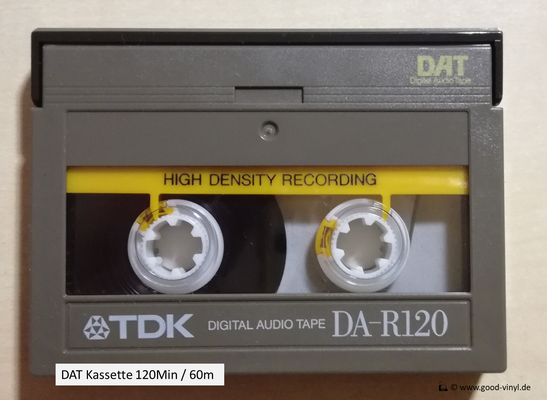 DAT
Digital Audio Tape
HIGH DENSITY RECORDING
TDK DIGITAL AUDIO TAPE DA-R120
DAT Kassette 120Min / 60m
© www.good-vinyl.de